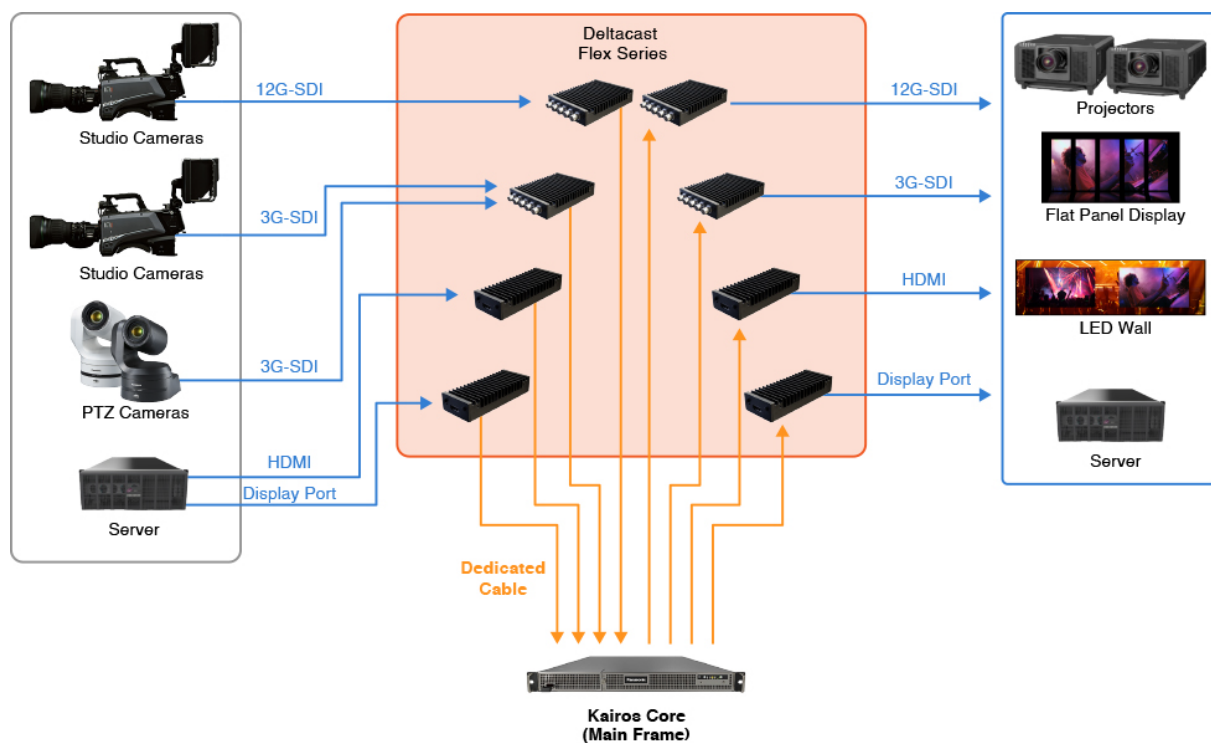 Deltacast
Flex Series
12G-SDI
Studio Cameras
3G-SDI
Studio Cameras
3G-SDI
PTZ Cameras
HDMI
Display Port
Server
12G-SDI
Projectors
3G-SDI
Flat Panel Display
HDMI
LED Wall
Display Port
Server
Dedicated
Cable
Panasonic
Kairos Core
(Main Frame)